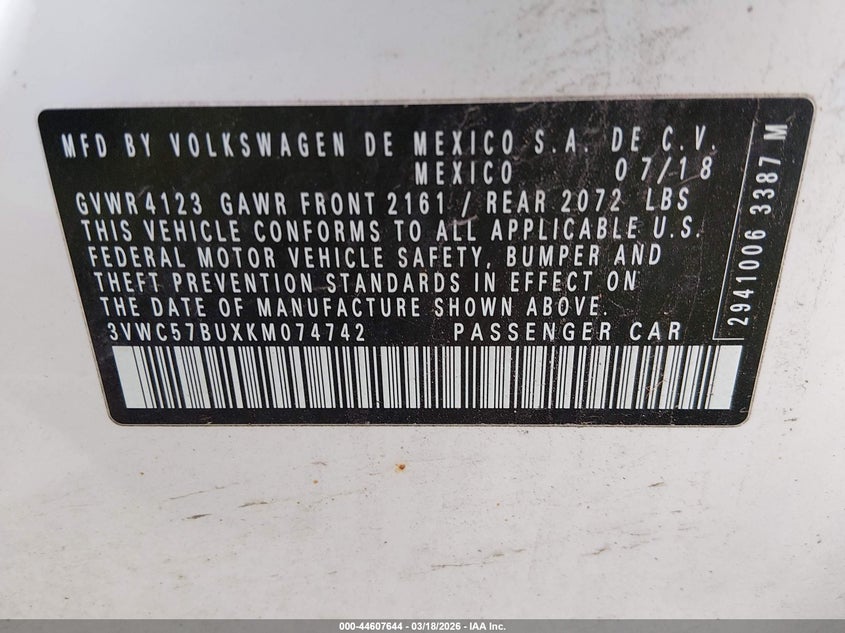 MFD BY VOLKSWAGEN DE MEXICO S.A. DE C.V.
MEXICO 07/18
GVWR 4123 GAWR FRONT 2161 / REAR 2072 LBS
THIS VEHICLE CONFORMS TO ALL APPLICABLE U.S.
FEDERAL MOTOR VEHICLE SAFETY, BUMPER AND
THEFT PREVENTION STANDARDS IN EFFECT ON
THE DATE OF MANUFACTURE SHOWN ABOVE.
3VWC57BUXKM074742 PASSENGER CAR
2941006 3387 M
000-44607644 / 03/18/2026 - IAA Inc.